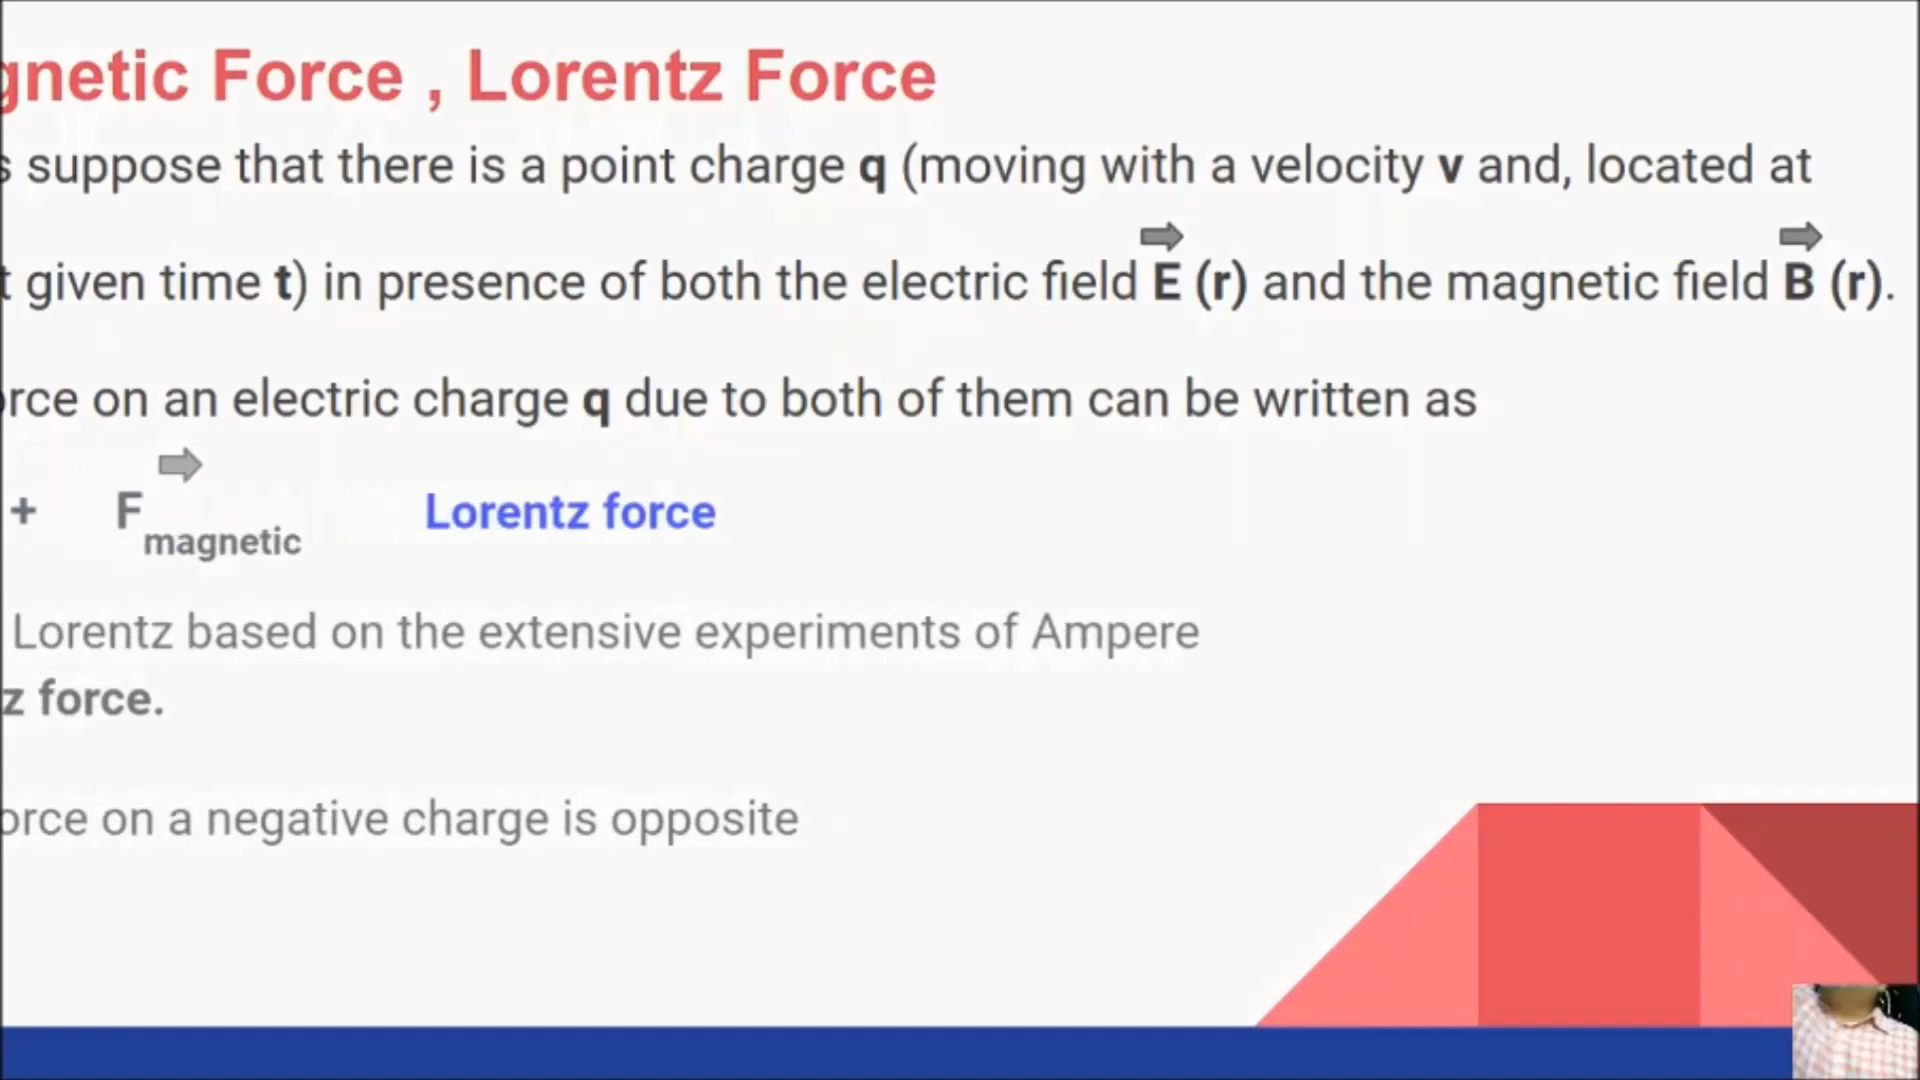 gnetic Force , Lorentz Force
s suppose that there is a point charge q (moving with a velocity v and, located at
t given time t) in presence of both the electric field E (r) and the magnetic field B (r).
orce on an electric charge q due to both of them can be written as
+ F magnetic Lorentz force
Lorentz based on the extensive experiments of Ampere
z force.
orce on a negative charge is opposite